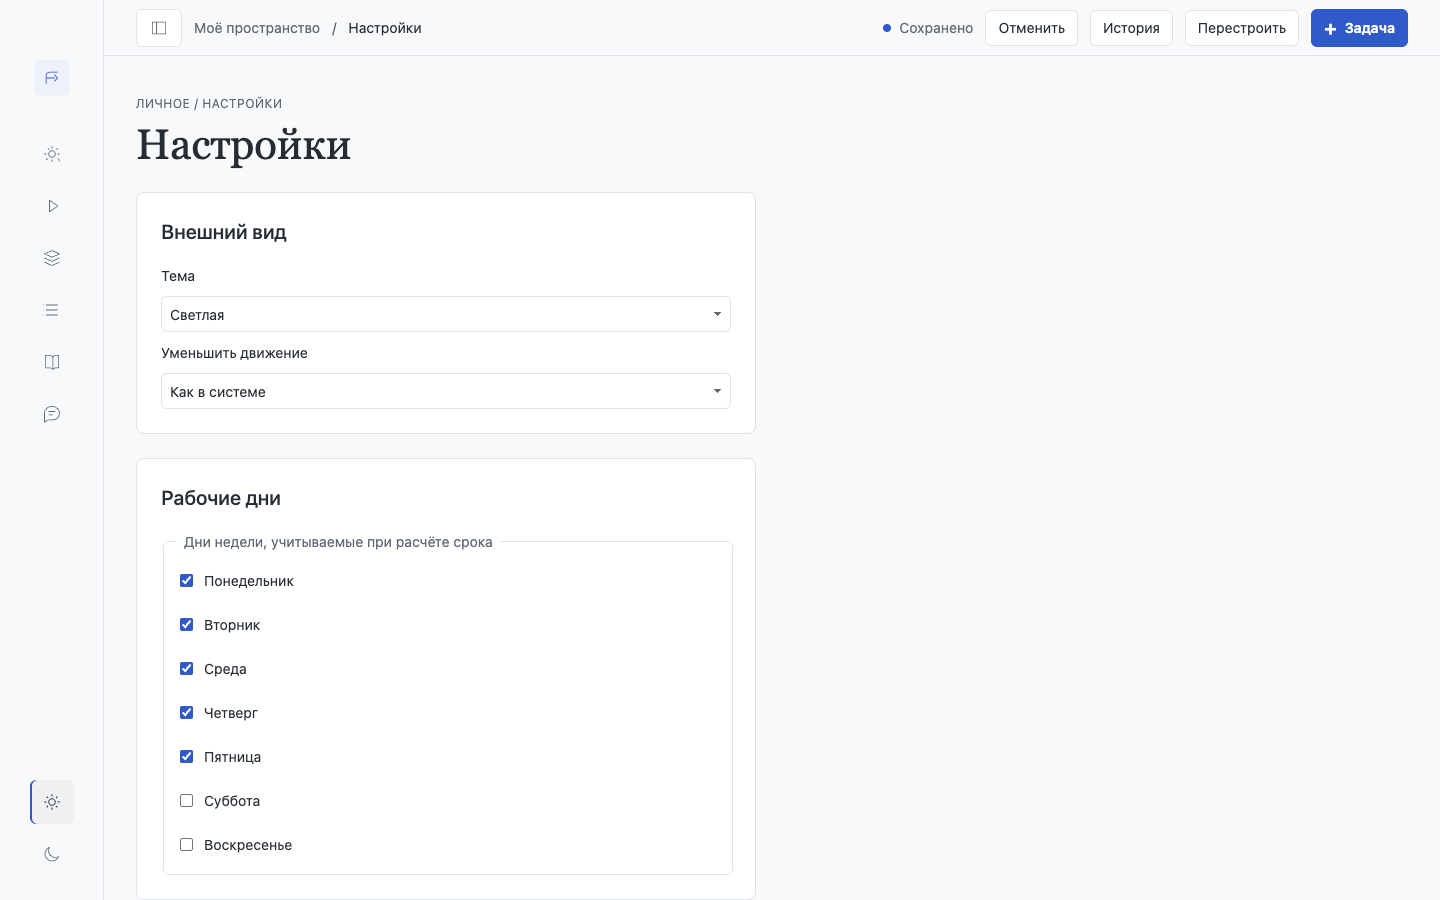 Моё пространство / Настройки
Сохранено
Отменить
История
Перестроить
+ Задача
ЛИЧНОЕ / НАСТРОЙКИ
Настройки
Внешний вид
Тема
Светлая
Уменьшить движение
Как в системе
Рабочие дни
Дни недели, учитываемые при расчёте срока
Понедельник
Вторник
Среда
Четверг
Пятница
Суббота
Воскресенье